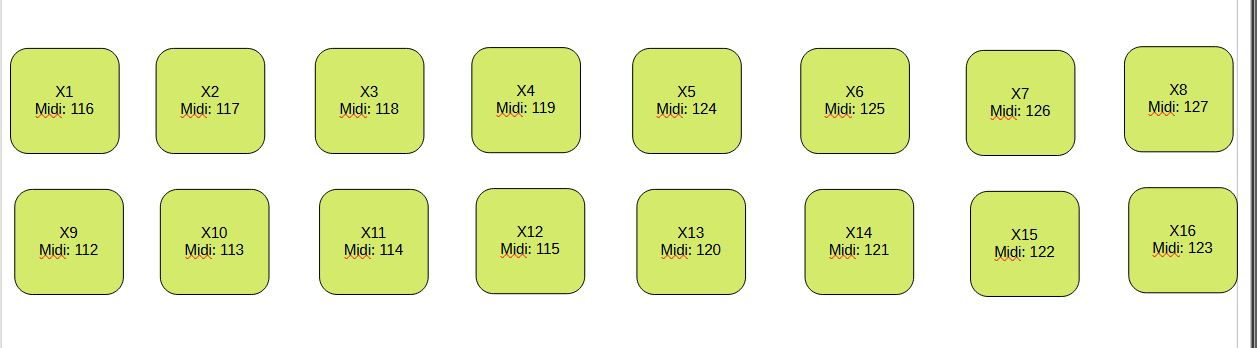 X1
Midi: 116
X2
Midi: 117
X3
Midi: 118
X4
Midi: 119
X5
Midi: 124
X6
Midi: 125
X7
Midi: 126
X8
Midi: 127
X9
Midi: 112
X10
Midi: 113
X11
Midi: 114
X12
Midi: 115
X13
Midi: 120
X14
Midi: 121
X15
Midi: 122
X16
Midi: 123